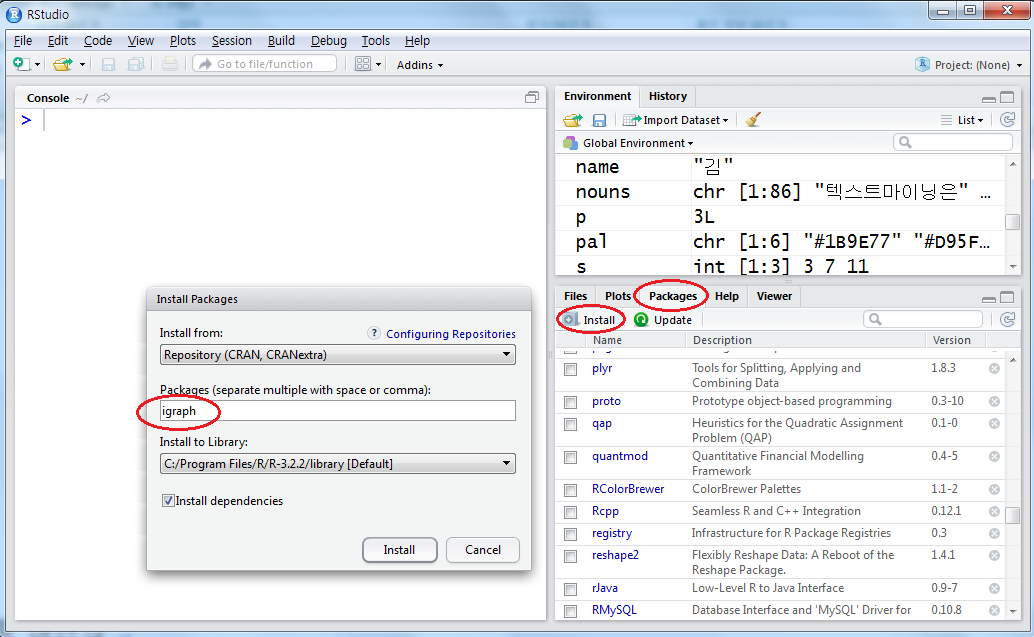 RStudio
File Edit Code View Plots Session Build Debug Tools Help
Go to file/function Addins Project: (None)
Console ~/
>
Environment History
Import Dataset List
Global Environment
name "김"
nouns chr [1:86] "텍스트마이닝은" …
p 3L
pal chr [1:6] "#1B9E77" "#D95F…
s int [1:3] 3 7 11
Files Plots Packages Help Viewer
Install Update
Name Description Version
plyr Tools for Splitting, Applying and Combining Data 1.8.3
proto Prototype object-based programming 0.3-10
qap Heuristics for the Quadratic Assignment Problem (QAP) 0.1-0
quantmod Quantitative Financial Modelling Framework 0.4-5
RColorBrewer ColorBrewer Palettes 1.1-2
Rcpp Seamless R and C++ Integration 0.12.1
registry Infrastructure for R Package Registries 0.3
reshape2 Flexibly Reshape Data: A Reboot of the Reshape Package. 1.4.1
rJava Low-Level R to Java Interface 0.9-7
RMySQL Database Interface and 'MySQL' Driver for 0.10.8
Install Packages
Install from: ? Configuring Repositories
Repository (CRAN, CRANextra)
Packages (separate multiple with space or comma):
igraph
Install to Library:
C:/Program Files/R/R-3.2.2/library [Default]
Install dependencies
Install Cancel